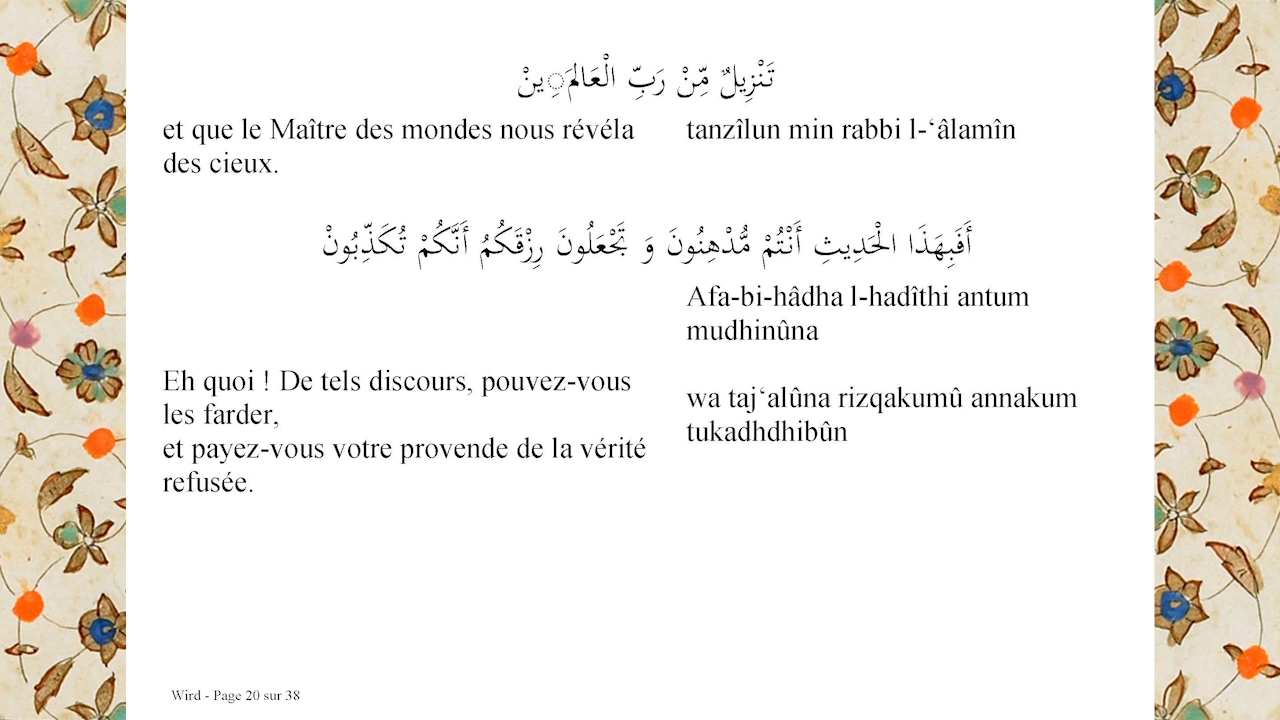 تَنْزِيلٌ مِّنْ رَبِّ الْعَالَمَِينْ
et que le Maître des mondes nous révéla
des cieux.
tanzîlun min rabbi l-‘âlamîn
أَفَبِهَذَا الْحَدِيثِ أَنْتُمْ مُّدْهِنُونَ وَ تَجْعَلُونَ رِزْقَكُمُ أَنَّكُمْ تُكَذِّبُونْ
Eh quoi ! De tels discours, pouvez-vous
les farder,
et payez-vous votre provende de la vérité
refusée.
Afa-bi-hâdha l-hadîthi antum
mudhinûna
wa taj‘alûna rizqakumû annakum
tukadhdhibûn
Wird - Page 20 sur 38